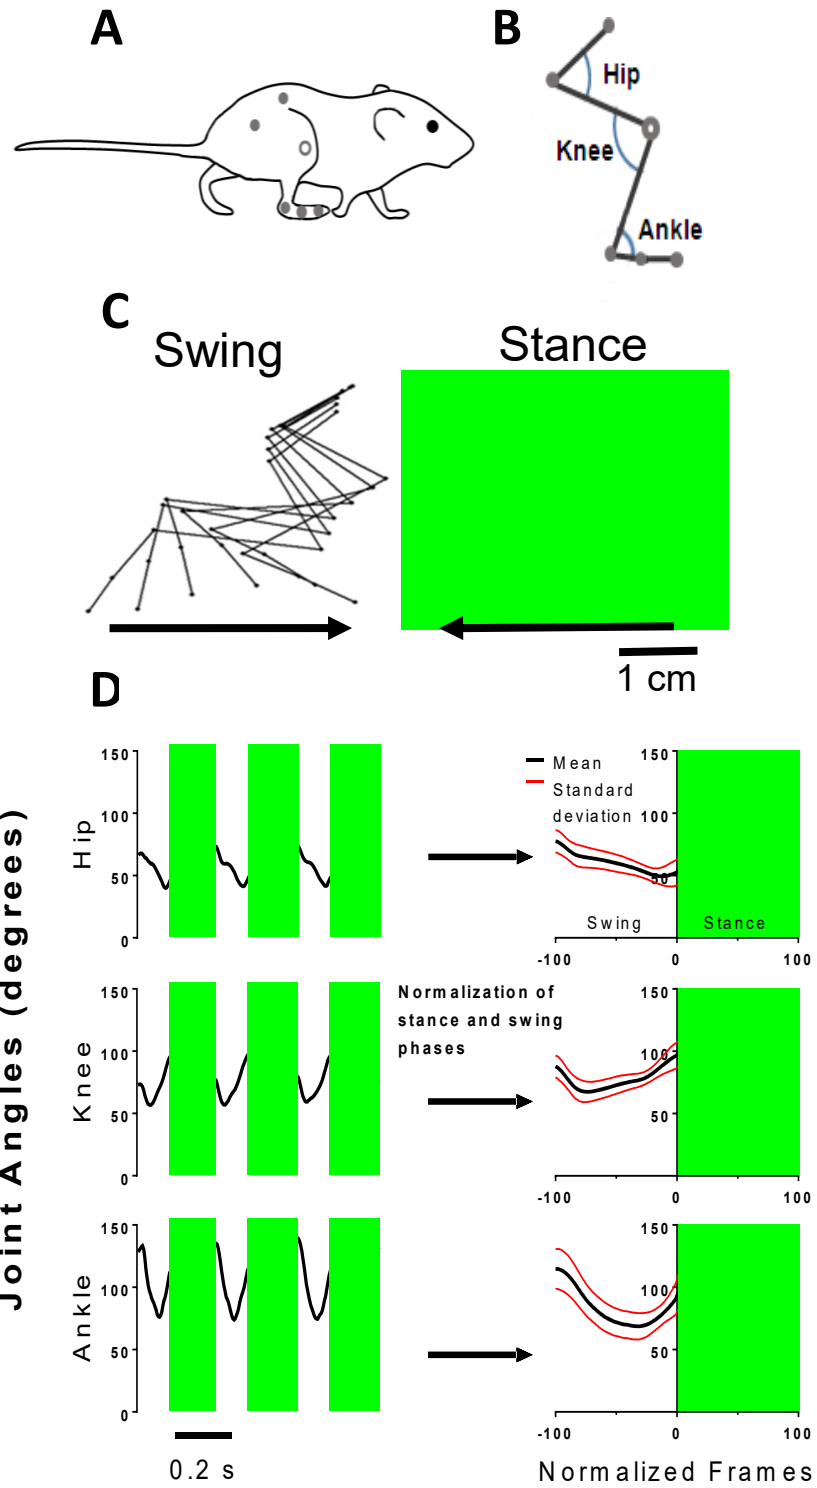 A
B
Hip
Knee
Ankle
C
Swing
Stance
1 cm
D
Joint Angles (degrees)
Hip
150
100
50
0
Mean
Standard
deviation
150
100
50
Swing
Stance
-100
0
100
Knee
150
100
50
0
Normalization of
stance and swing
phases
150
100
50
-100
0
100
Ankle
150
100
50
0
150
100
50
-100
0
100
0.2 s
Normalized Frames